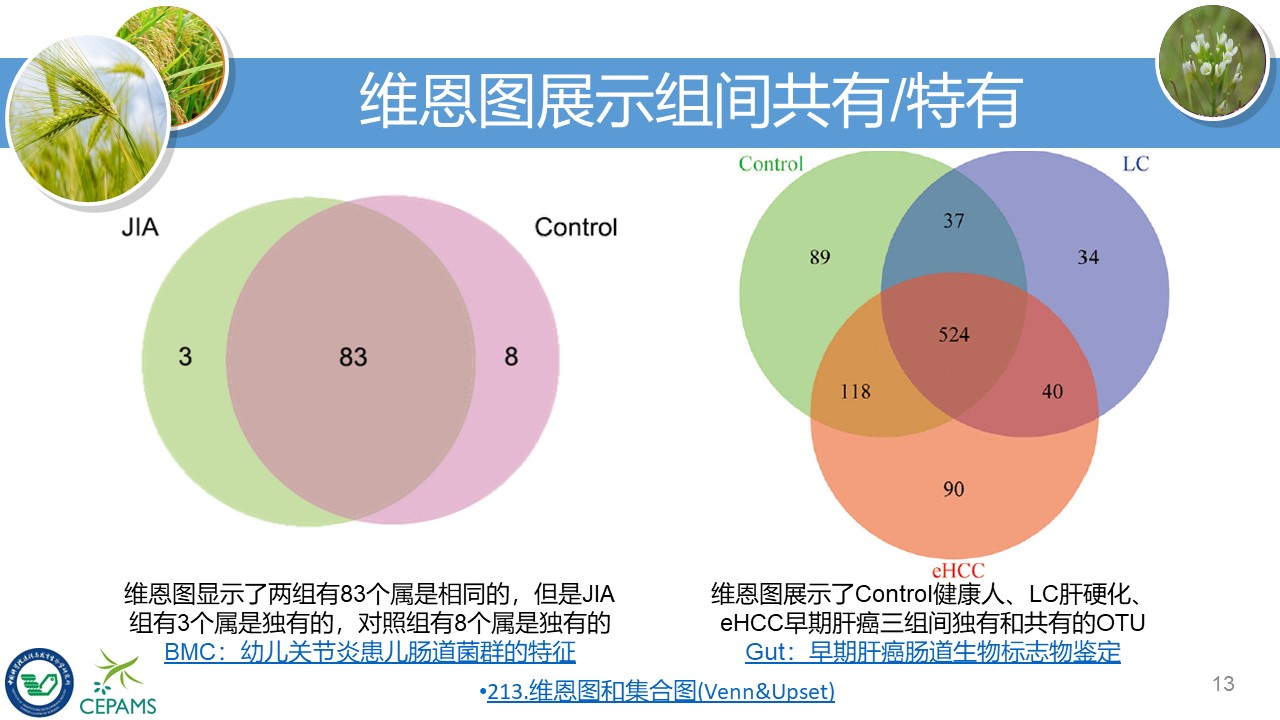 维恩图展示组间共有/特有
JIA
Control
3
83
8
Control
LC
37
89
34
524
118
40
90
eHCC
维恩图显示了两组有83个属是相同的，但是JIA
组有3个属是独有的，对照组有8个属是独有的
BMC：幼儿关节炎患儿肠道菌群的特征
维恩图展示了Control健康人、LC肝硬化、
eHCC早期肝癌三组间独有和共有的OTU
Gut：早期肝癌肠道生物标志物鉴定
•213.维恩图和集合图(Venn&Upset)
CEPAMS
13